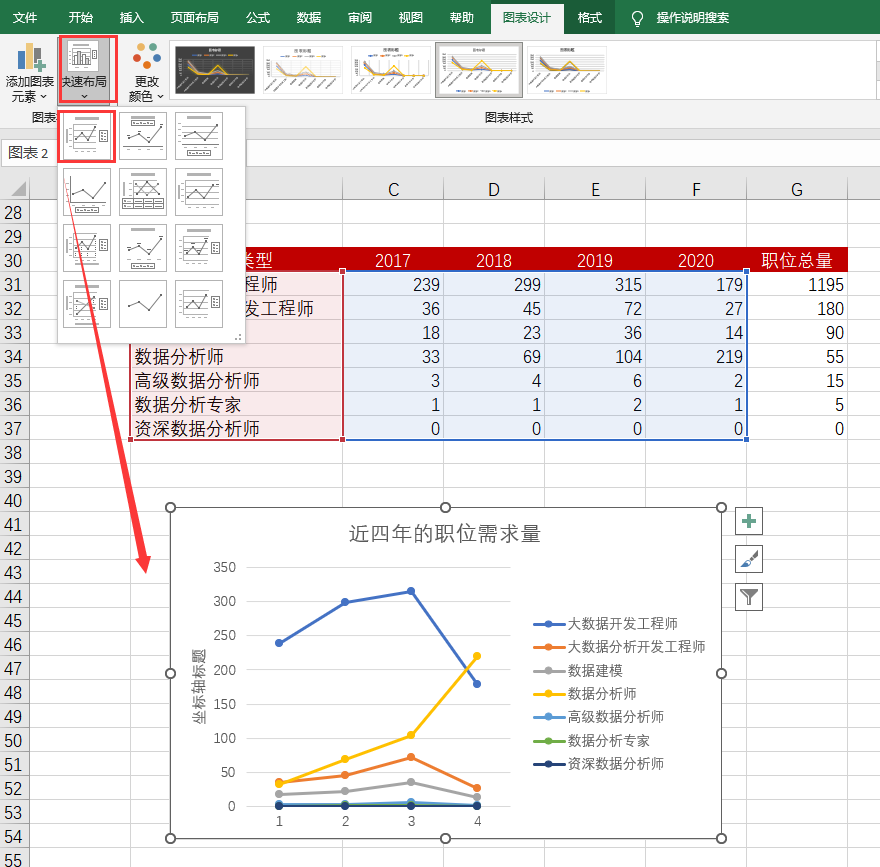 文件 开始 插入 页面布局 公式 数据 审阅 视图 帮助 图表设计 格式 操作说明搜索
添加图表 快速布局 更改
元素 颜色
图表 图表样式
图表 2
C D E F G
28
29
30 类型 2017 2018 2019 2020 职位总量
31 程师 239 299 315 179 1195
32 发工程师 36 45 72 27 180
33 18 23 36 14 90
34 数据分析师 33 69 104 219 55
35 高级数据分析师 3 4 6 2 15
36 数据分析专家 1 1 2 1 5
37 资深数据分析师 0 0 0 0 0
38
39
40
41
42
43
44
45
46
47
48
49
50
51
52
53
54
55
近四年的职位需求量
350
300
250
200
150
100
50
0
坐标轴标题
1 2 3 4
大数据开发工程师
大数据分析开发工程师
数据建模
数据分析师
高级数据分析师
数据分析专家
资深数据分析师